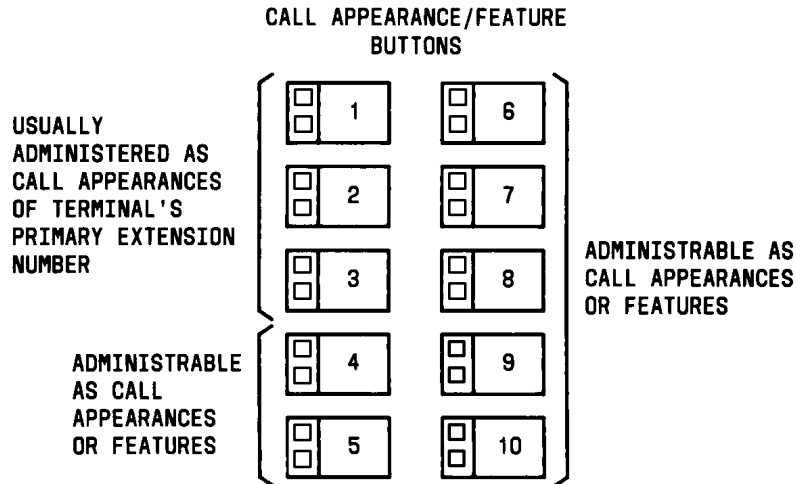 CALL APPEARANCE/FEATURE
BUTTONS
USUALLY
ADMINISTERED AS
CALL APPEARANCES
OF TERMINAL'S
PRIMARY EXTENSION
NUMBER
ADMINISTRABLE
AS CALL
APPEARANCES
OR FEATURES
1
2
3
4
5
6
7
8
9
10
ADMINISTRABLE AS
CALL APPEARANCES
OR FEATURES